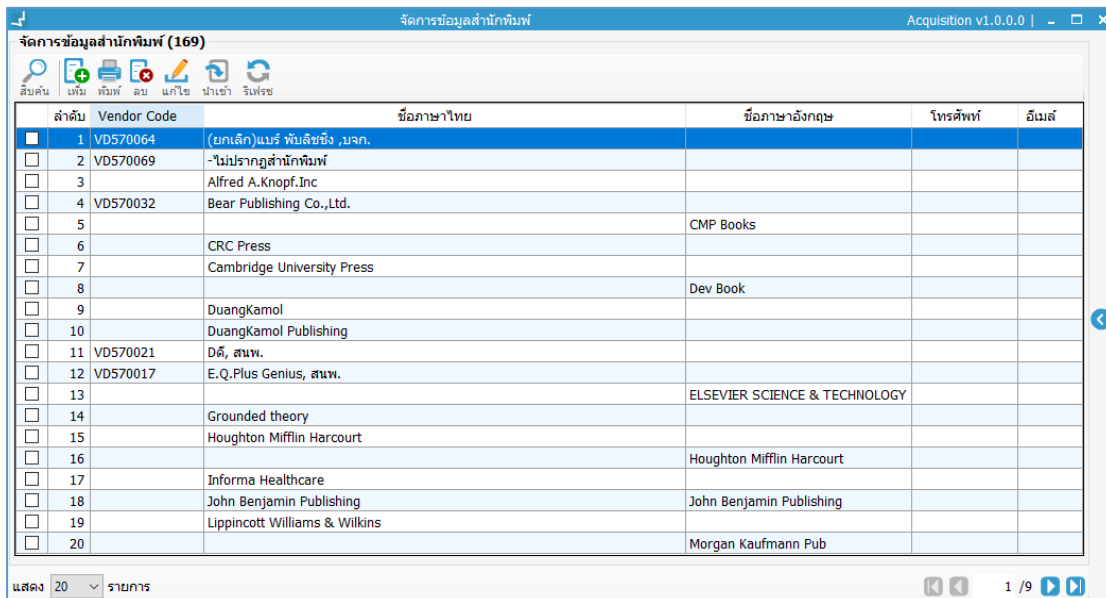 จัดการข้อมูลสำนักพิมพ์ Acquisition v1.0.0.0 |
จัดการข้อมูลสำนักพิมพ์ (169)
สืบค้น เพิ่ม พิมพ์ ลบ แก้ไข นำเข้า รีเฟรช
ลำดับ Vendor Code ชื่อภาษาไทย ชื่อภาษาอังกฤษ โทรศัพท์ อีเมล์
1 VD570064 (ยกเลิก)แบร์ พับลิชชิ่ง ,บจก.
2 VD570069 -ไม่ปรากฏสำนักพิมพ์
3 Alfred A.Knopf.Inc
4 VD570032 Bear Publishing Co.,Ltd.
5 CMP Books
6 CRC Press
7 Cambridge University Press
8 Dev Book
9 DuangKamol
10 DuangKamol Publishing
11 VD570021 Dดี, สนพ.
12 VD570017 E.Q.Plus Genius, สนพ.
13 ELSEVIER SCIENCE & TECHNOLOGY
14 Grounded theory
15 Houghton Mifflin Harcourt
16 Houghton Mifflin Harcourt
17 Informa Healthcare
18 John Benjamin Publishing John Benjamin Publishing
19 Lippincott Williams & Wilkins
20 Morgan Kaufmann Pub
แสดง 20 รายการ 1 /9